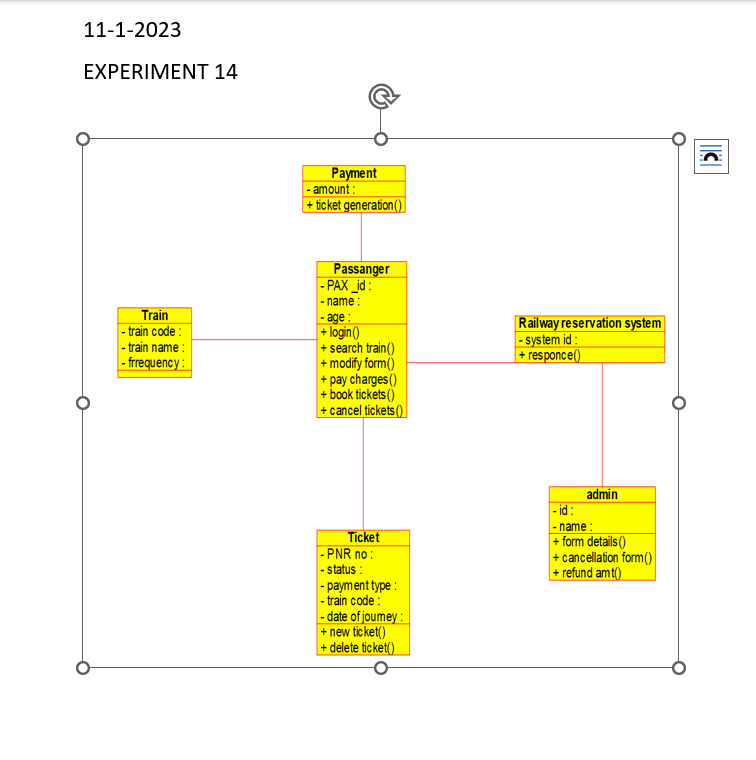 11-1-2023
EXPERIMENT 14
Payment
- amount :
+ ticket generation()
Passanger
- PAX _id :
- name :
- age :
+ login()
+ search train()
+ modify form()
+ pay charges()
+ book tickets()
+ cancel tickets()
Train
- train code :
- train name :
- frrequency :
Railway reservation system
- system id :
+ responce()
admin
- id :
- name :
+ form details()
+ cancellation form()
+ refund amt()
Ticket
- PNR no :
- status :
- payment type :
- train code :
- date of journey :
+ new ticket()
+ delete ticket()